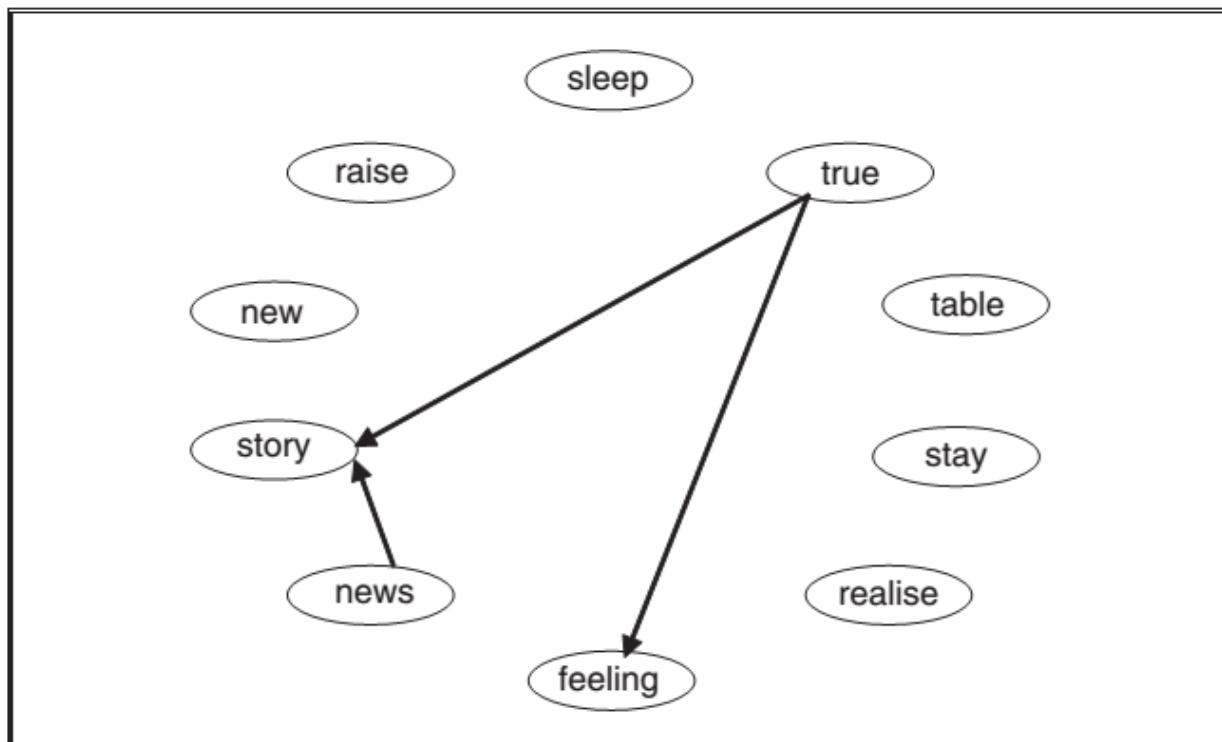 sleep
raise
true
new
table
story
stay
news
realise
feeling